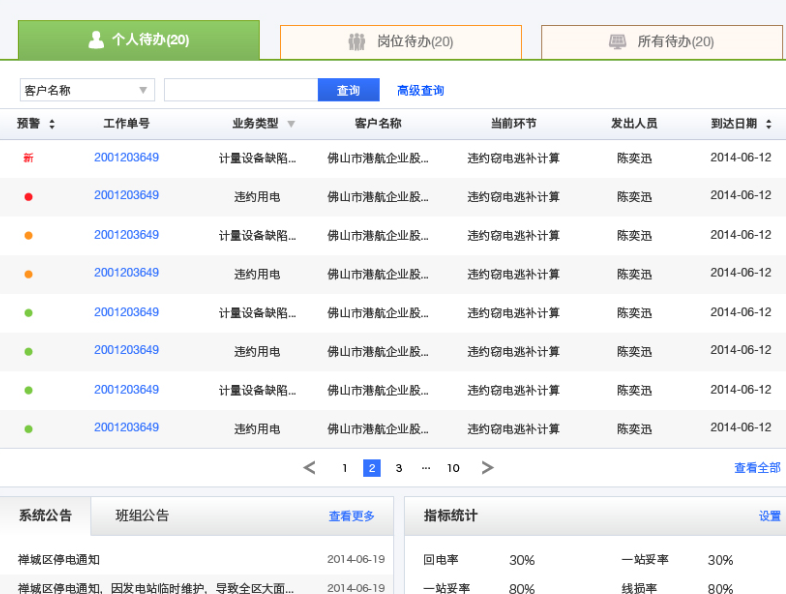 个人待办(20) 岗位待办(20) 所有待办(20)
客户名称 查询 高级查询
预警 工作单号 业务类型 客户名称 当前环节 发出人员 到达日期
新 2001203649 计量设备缺陷... 佛山市港航企业股... 违约窃电逃补计算 陈奕迅 2014-06-12
2001203649 违约用电 佛山市港航企业股... 违约窃电逃补计算 陈奕迅 2014-06-12
2001203649 计量设备缺陷... 佛山市港航企业股... 违约窃电逃补计算 陈奕迅 2014-06-12
2001203649 违约用电 佛山市港航企业股... 违约窃电逃补计算 陈奕迅 2014-06-12
2001203649 计量设备缺陷... 佛山市港航企业股... 违约窃电逃补计算 陈奕迅 2014-06-12
2001203649 违约用电 佛山市港航企业股... 违约窃电逃补计算 陈奕迅 2014-06-12
2001203649 计量设备缺陷... 佛山市港航企业股... 违约窃电逃补计算 陈奕迅 2014-06-12
2001203649 违约用电 佛山市港航企业股... 违约窃电逃补计算 陈奕迅 2014-06-12
< 1 2 3 ... 10 > 查看全部
系统公告 班组公告 查看更多
禅城区停电通知 2014-06-19
禅城区停电通知，因发电站临时维护，导致全区大面... 2014-06-19
指标统计 设置
回电率 30% 一站妥率 30%
一站妥率 80% 线损率 80%